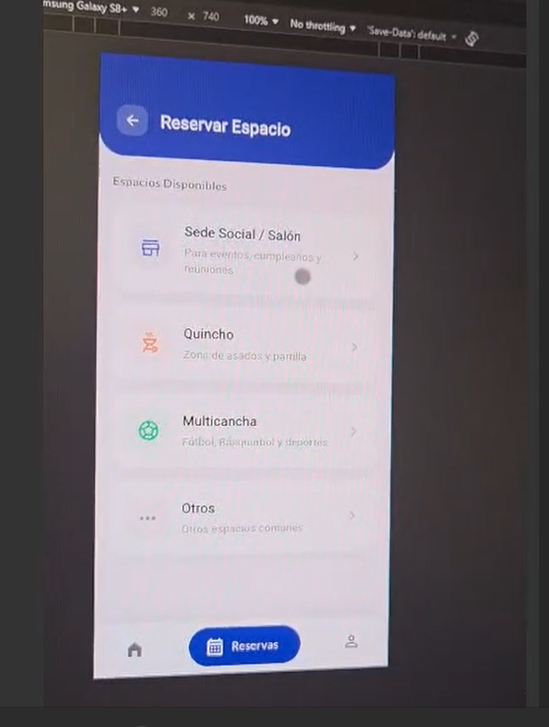 msung Galaxy S8+ ▼ 360 × 740 100% ▼ No throttling ▼ 'Save-Data': default ▼
Reservar Espacio
Espacios Disponibles
Sede Social / Salón
Para eventos, cumpleaños y
reuniones
Quincho
Zona de asados y parrilla
Multicancha
Fútbol, Básquetbol y deportes
Otros
Otros espacios comunes
Reservas